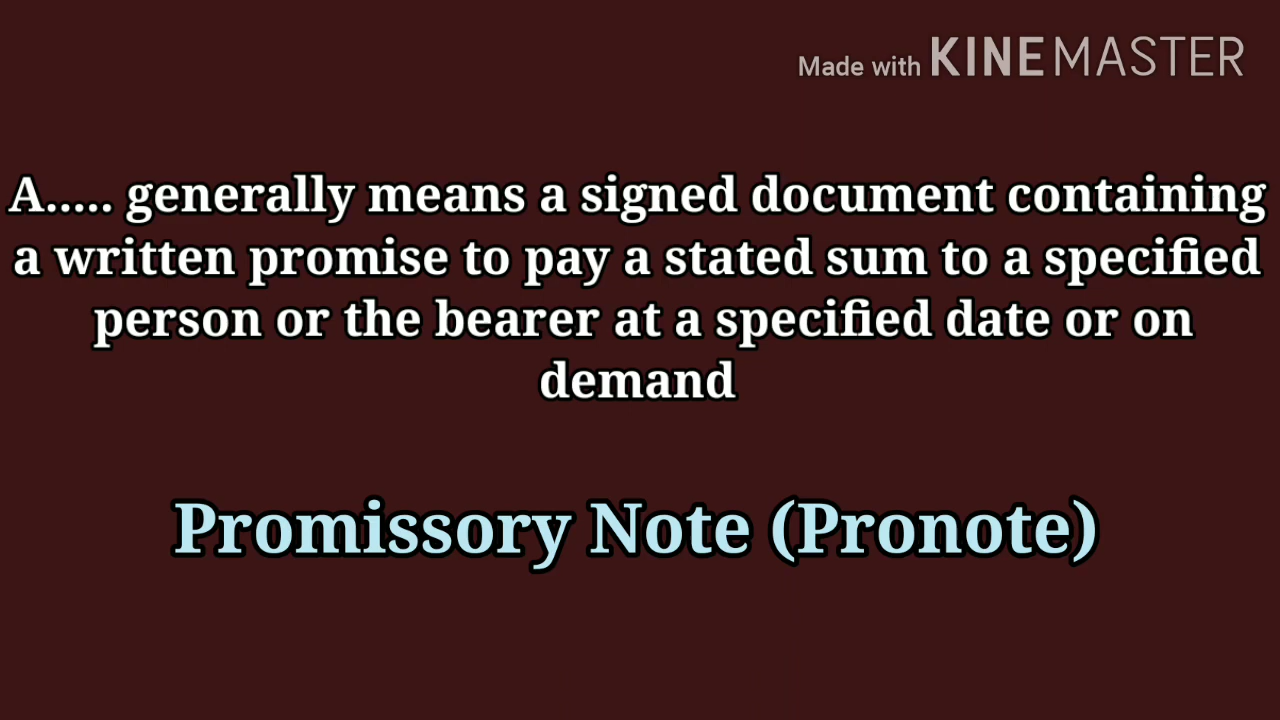 Made with KINEMASTER
A..... generally means a signed document containing
a written promise to pay a stated sum to a specified
person or the bearer at a specified date or on
demand
Promissory Note (Pronote)